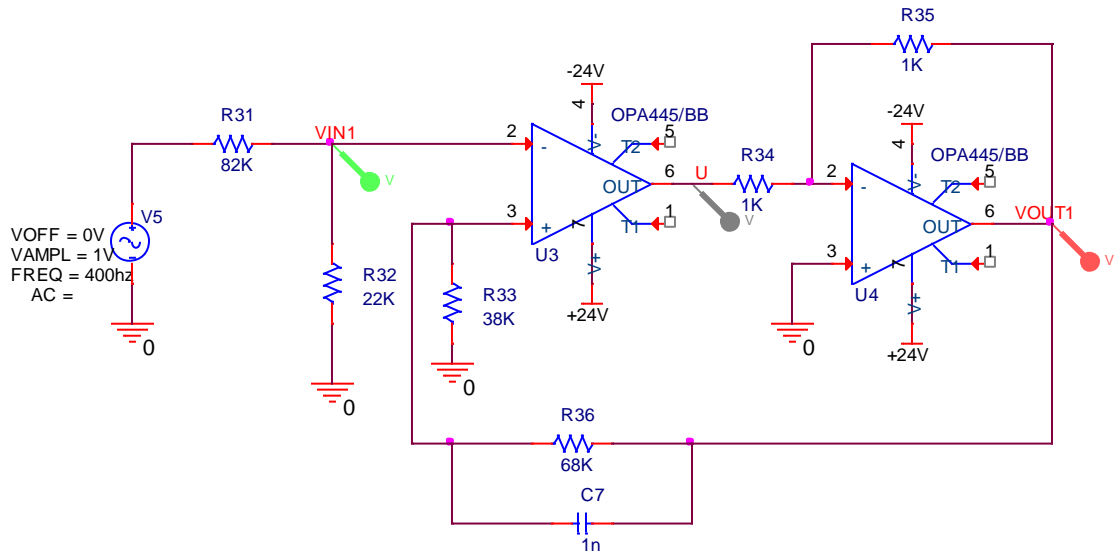 R35
1K
-24V
4
V-
OPA445/BB
T2
5
R31
82K
VIN1
V
2
-
3
+
OUT
6
T1
1
7
V+
U3
+24V
U
V
R34
1K
-24V
4
V-
OPA445/BB
T2
5
2
-
3
+
OUT
6
T1
1
7
V+
U4
+24V
VOUT1
V
V5
VOFF = 0V
VAMPL = 1V
FREQ = 400hz
AC =
0
R32
22K
0
R33
38K
0
0
R36
68K
C7
1n